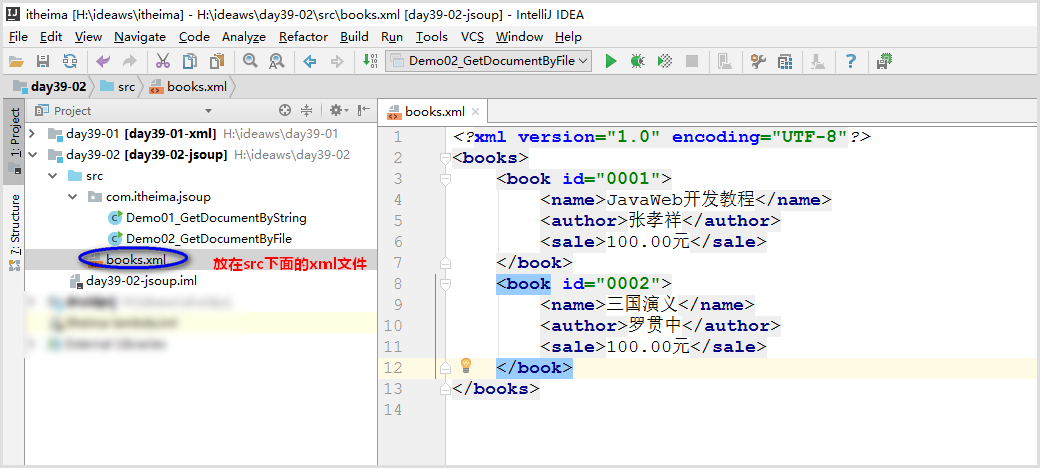 itheima [H:\ideaws\itheima] - H:\ideaws\day39-02\src\books.xml [day39-02-jsoup] - IntelliJ IDEA
File Edit View Navigate Code Analyze Refactor Build Run Tools VCS Window Help
Demo02_GetDocumentByFile
day39-02 src books.xml
1: Project
7: Structure
Project
day39-01 [day39-01-xml] H:\ideaws\day39-01
day39-02 [day39-02-jsoup] H:\ideaws\day39-02
src
com.itheima.jsoup
Demo01_GetDocumentByString
Demo02_GetDocumentByFile
books.xml 放在src下面的xml文件
day39-02-jsoup.iml
External Libraries
books.xml
1 <?xml version="1.0" encoding="UTF-8"?>
2 <books>
3 <book id="0001">
4 <name>JavaWeb开发教程</name>
5 <author>张孝祥</author>
6 <sale>100.00元</sale>
7 </book>
8 <book id="0002">
9 <name>三国演义</name>
10 <author>罗贯中</author>
11 <sale>100.00元</sale>
12 </book>
13 </books>
14